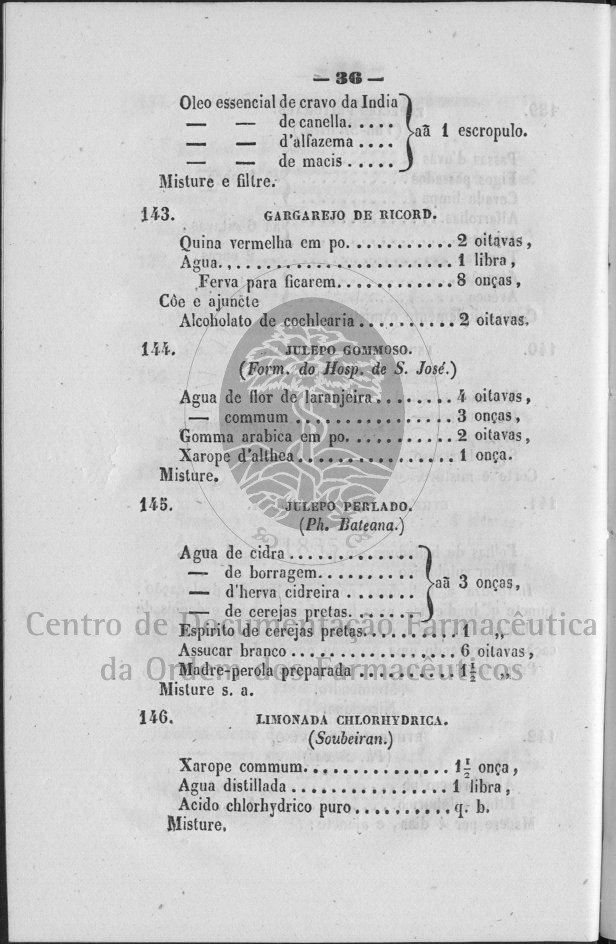 — 36 —
Oleo essencial de cravo da India
— — de canella. . . . .
— — d'alfazema . . . .
— — de macis . . . . .
aã 1 escropulo.
Misture e filtre.
143. GARGAREJO DE RICORD.
Quina vermelha em po. . . . . . . . . . . 2 oitavas,
Agua. . . . . . . . . . . . . . . . . . . . 1 libra,
Ferva para ficarem. . . . . . . . . . . . 8 onças,
Côe e ajuncte
Alcoholato de cochlearia . . . . . . . . . . 2 oitavas.
144. JULEPO GOMMOSO.
(Form. do Hosp. de S. José.)
Agua de flor de laranjeira . . . . . . . . 4 oitavas,
— commum . . . . . . . . . . . . . . . . 3 onças,
Gomma arabica em po. . . . . . . . . . . 2 oitavas,
Xarope d'althea . . . . . . . . . . . . . . . 1 onça.
Misture.
145. JULEPO PERLADO.
(Ph. Bateana.)
Agua de cidra . . . . . . . . . . . . . .
— de borragem. . . . . . . . . .
— d'herva cidreira . . . . . . .
— de cerejas pretas. . . . . . .
aã 3 onças,
Espirito de cerejas pretas. . . . . . . . . . 1 „
Assucar branco . . . . . . . . . . . . . . . 6 oitavas,
Madre-perola preparada . . . . . . . . . . 1½ „
Misture s. a.
146. LIMONADA CHLORHYDRICA.
(Soubeiran.)
Xarope commum. . . . . . . . . . . . . . . 1½ onça,
Agua distillada . . . . . . . . . . . . . . . . 1 libra,
Acido chlorhydrico puro . . . . . . . . . . q. b.
Misture.
1835
Centro de Documentação Farmacêutica
da Ordem dos Farmacêuticos